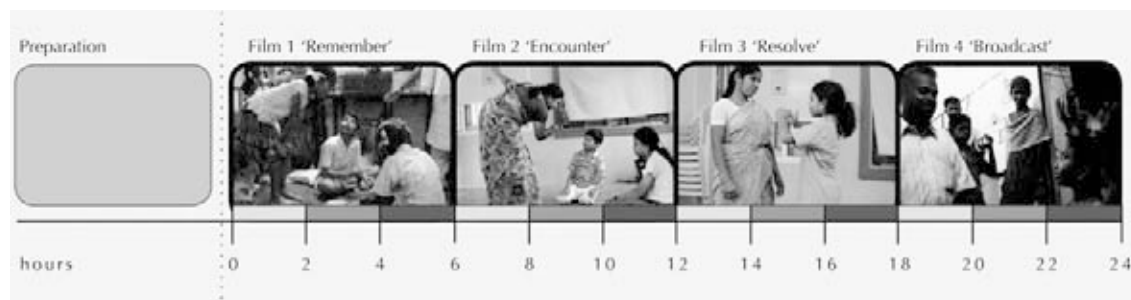 Preparation
Film 1 ‘Remember’
Film 2 ‘Encounter’
Film 3 ‘Resolve’
Film 4 ‘Broadcast’
hours 0 2 4 6 8 10 12 14 16 18 20 22 24